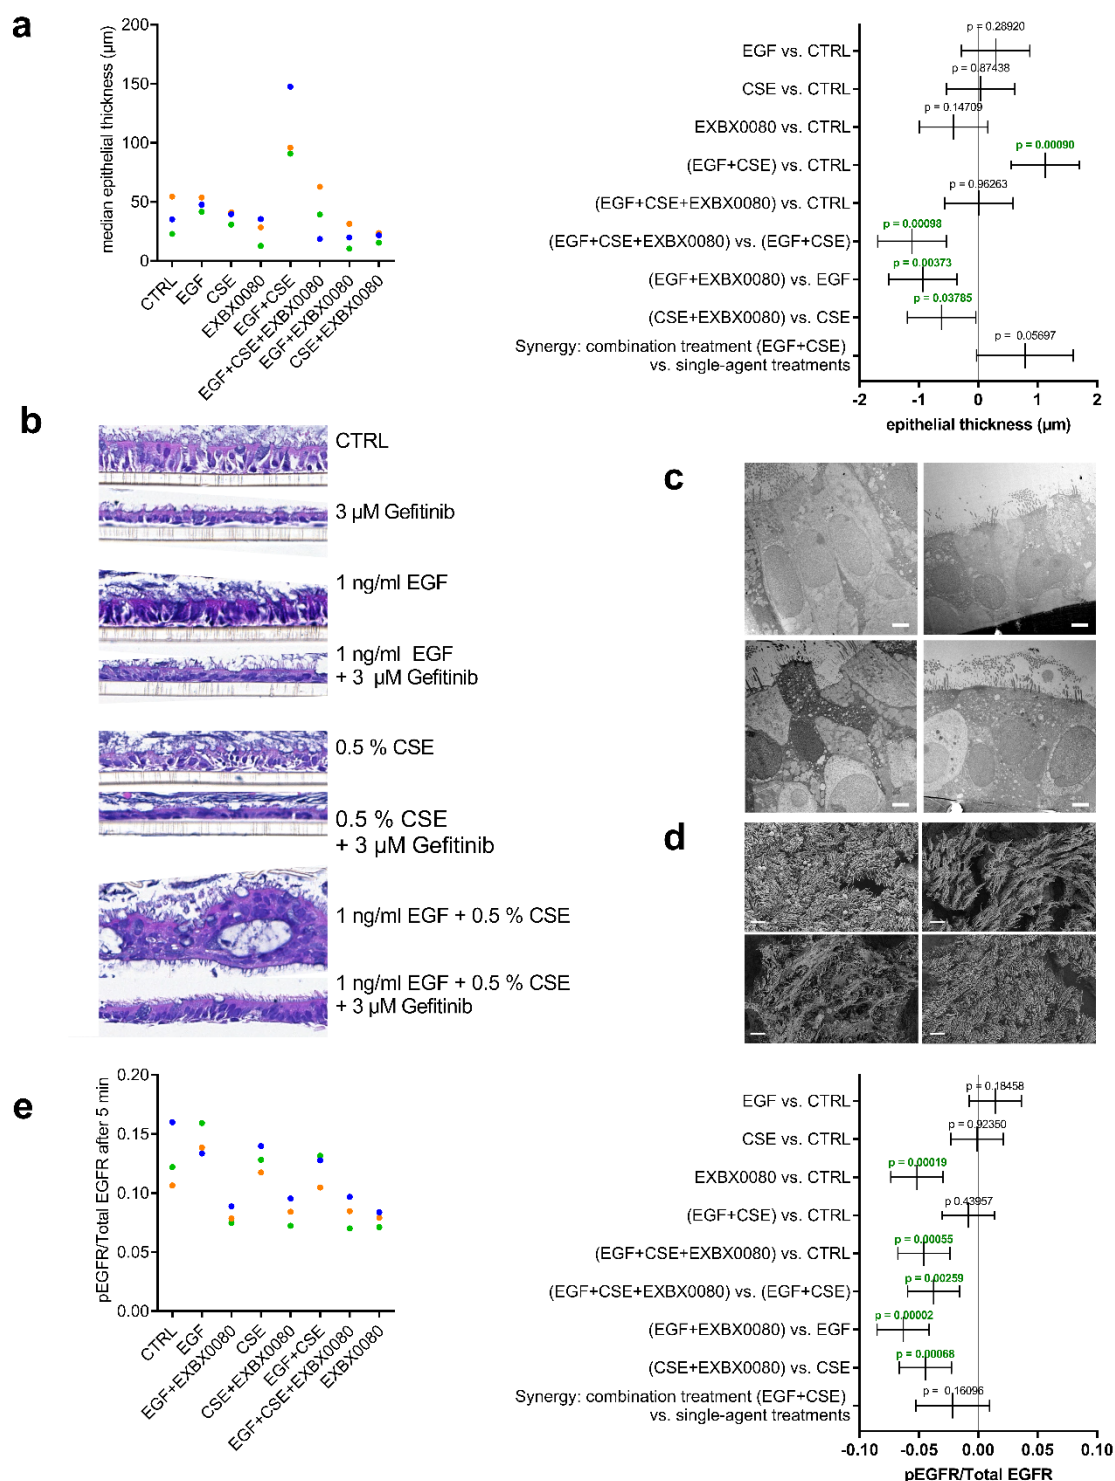 a
median epithelial thickness (µm)
200
150
100
50
0
CTRL
EGF
CSE
EXBX0080
EGF+CSE
EGF+CSE+EXBX0080
EGF+EXBX0080
CSE+EXBX0080
EGF vs. CTRL
p = 0.28920
CSE vs. CTRL
p = 0.87438
EXBX0080 vs. CTRL
p = 0.14709
(EGF+CSE) vs. CTRL
p = 0.00090
(EGF+CSE+EXBX0080) vs. CTRL
p = 0.96263
(EGF+CSE+EXBX0080) vs. (EGF+CSE)
p = 0.00098
(EGF+EXBX0080) vs. EGF
p = 0.00373
(CSE+EXBX0080) vs. CSE
p = 0.03785
Synergy: combination treatment (EGF+CSE)
vs. single-agent treatments
p = 0.05697
-2 -1 0 1 2
epithelial thickness (µm)
b
CTRL
3 µM Gefitinib
1 ng/ml EGF
1 ng/ml EGF
+ 3 µM Gefitinib
0.5 % CSE
0.5 % CSE
+ 3 µM Gefitinib
1 ng/ml EGF + 0.5 % CSE
1 ng/ml EGF + 0.5 % CSE
+ 3 µM Gefitinib
c
d
e
pEGFR/Total EGFR after 5 min
0.20
0.15
0.10
0.05
0.00
CTRL
EGF
EGF+EXBX0080
CSE
CSE+EXBX0080
EGF+CSE
EGF+CSE+EXBX0080
EXBX0080
EGF vs. CTRL
p = 0.18458
CSE vs. CTRL
p = 0.92350
EXBX0080 vs. CTRL
p = 0.00019
(EGF+CSE) vs. CTRL
p = 0.43957
(EGF+CSE+EXBX0080) vs. CTRL
p = 0.00055
(EGF+CSE+EXBX0080) vs. (EGF+CSE)
p = 0.00259
(EGF+EXBX0080) vs. EGF
p = 0.00002
(CSE+EXBX0080) vs. CSE
p = 0.00068
Synergy: combination treatment (EGF+CSE)
vs. single-agent treatments
p = 0.16096
-0.10 -0.05 0.00 0.05 0.10
pEGFR/Total EGFR